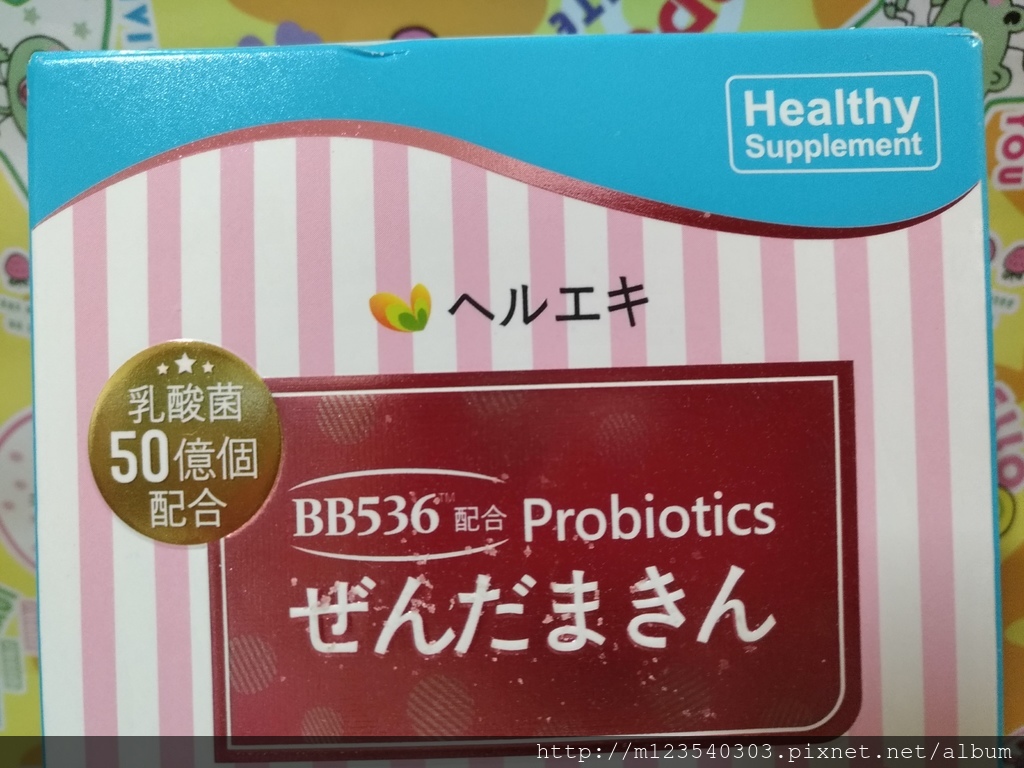 Healthy
Supplement
ヘルエキ
乳酸菌
50億個
配合
BB536™ 配合 Probiotics
ぜんだまきん
YOU
http://m123540303.pixnet.net/album